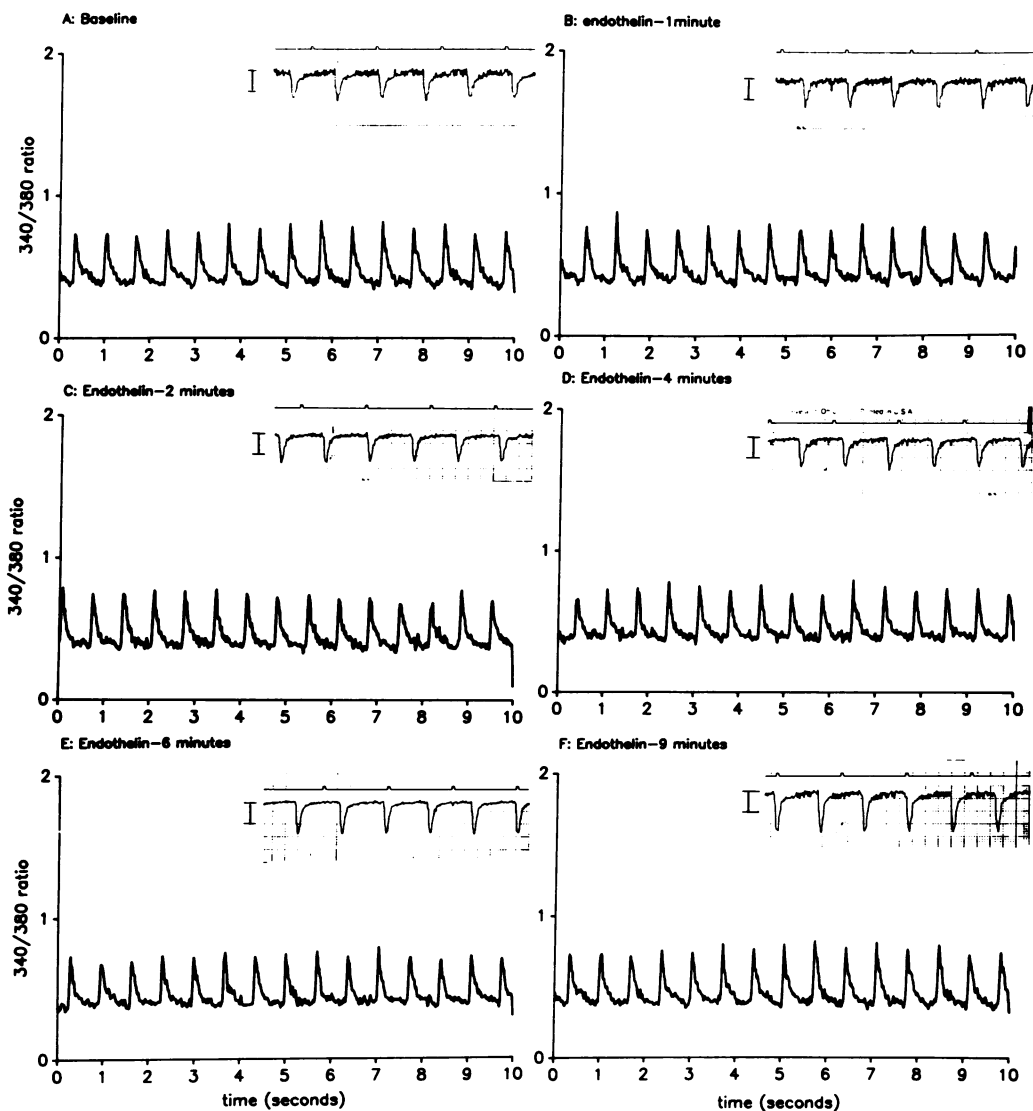 A: Baseline
B: endothelin-1minute
2
1
0
340/380 ratio
0 1 2 3 4 5 6 7 8 9 10
2
1
0
0 1 2 3 4 5 6 7 8 9 10
C: Endothelin-2 minutes
D: Endothelin-4 minutes
2
1
0
340/380 ratio
0 1 2 3 4 5 6 7 8 9 10
2
1
0
0 1 2 3 4 5 6 7 8 9 10
E: Endothelin-6 minutes
F: Endothelin-9 minutes
2
1
0
340/380 ratio
0 1 2 3 4 5 6 7 8 9 10
time (seconds)
2
1
0
0 1 2 3 4 5 6 7 8 9 10
time (seconds)